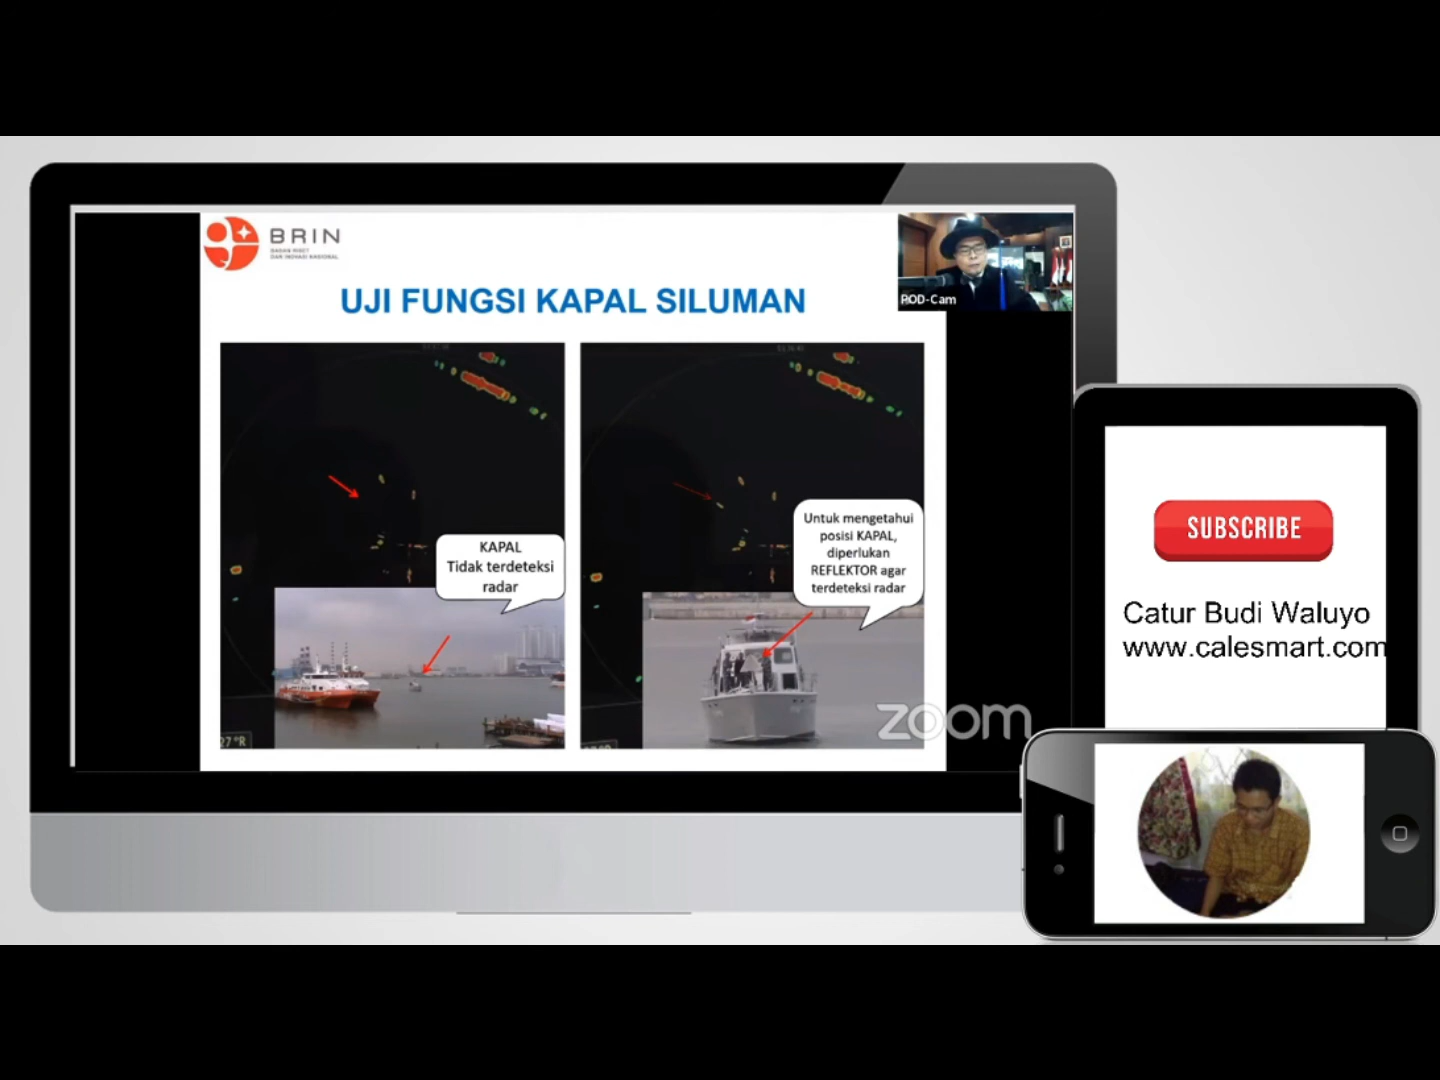 BRIN
BADAN RISET
DAN INOVASI NASIONAL
POD-Cam
UJI FUNGSI KAPAL SILUMAN
KAPAL
Tidak terdeteksi
radar
27 °R
Untuk mengetahui
posisi KAPAL,
diperlukan
REFLEKTOR agar
terdeteksi radar
zoom
SUBSCRIBE
Catur Budi Waluyo
www.calesmart.com